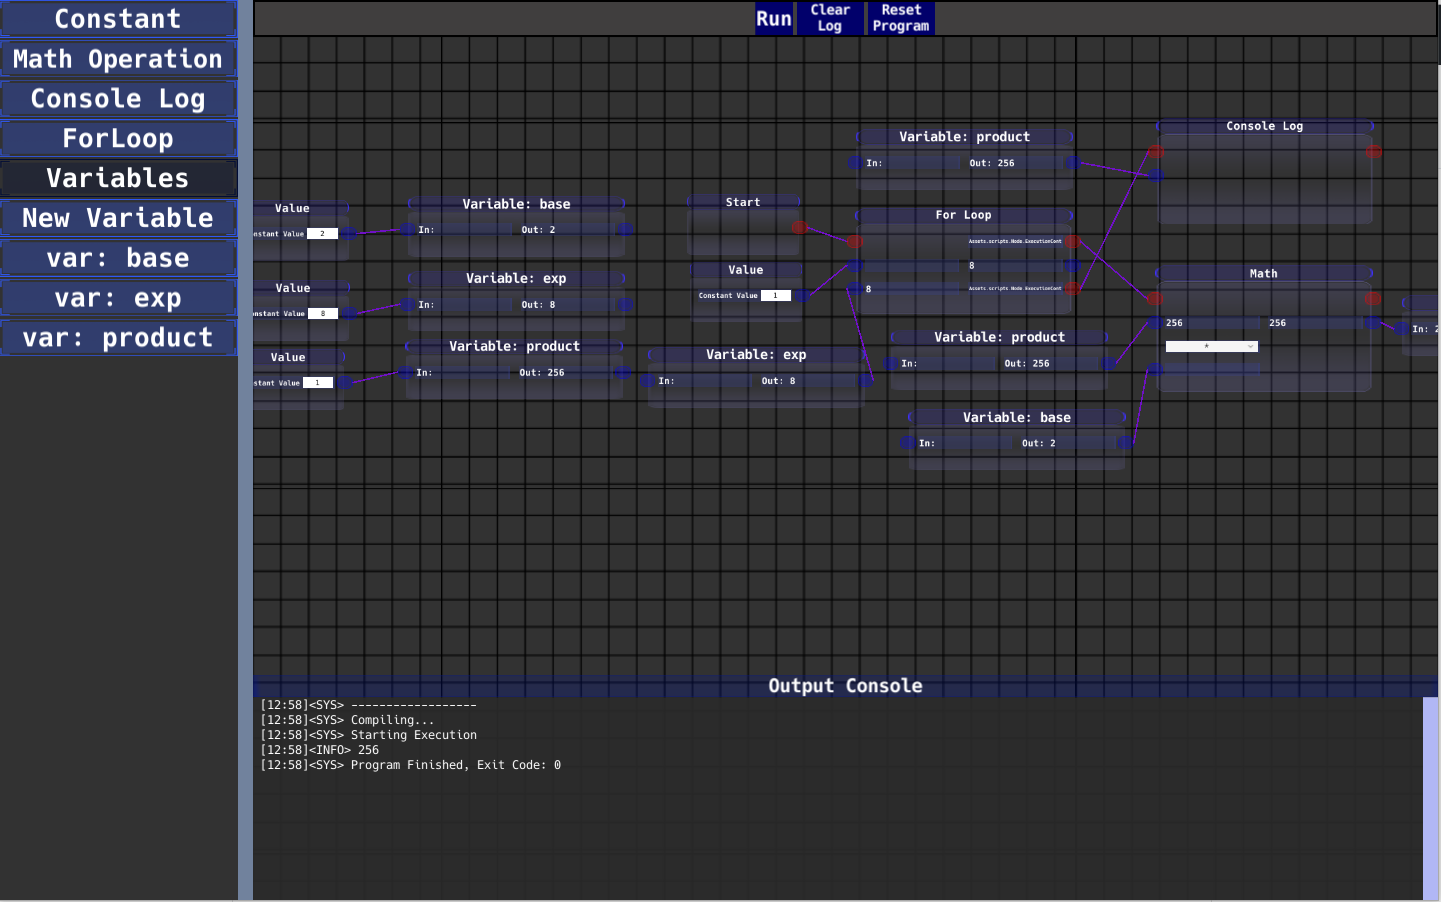 Constant
Math Operation
Console Log
ForLoop
Variables
New Variable
var: base
var: exp
var: product
Run
Clear
Log
Reset
Program
Value
Constant Value 2
Variable: base
In:
Out: 2
Value
Constant Value 8
Variable: exp
In:
Out: 8
Value
Constant Value 1
Variable: product
In:
Out: 256
Start
Value
Constant Value 1
Variable: exp
In:
Out: 8
Variable: product
In:
Out: 256
For Loop
Assets.scripts.Node.ExecutionCont
8
8
Assets.scripts.Node.ExecutionCont
Variable: product
In:
Out: 256
Variable: base
In:
Out: 2
Console Log
Math
256
256
*
In: 2
Output Console
[12:58]<SYS> ------------------
[12:58]<SYS> Compiling...
[12:58]<SYS> Starting Execution
[12:58]<INFO> 256
[12:58]<SYS> Program Finished, Exit Code: 0